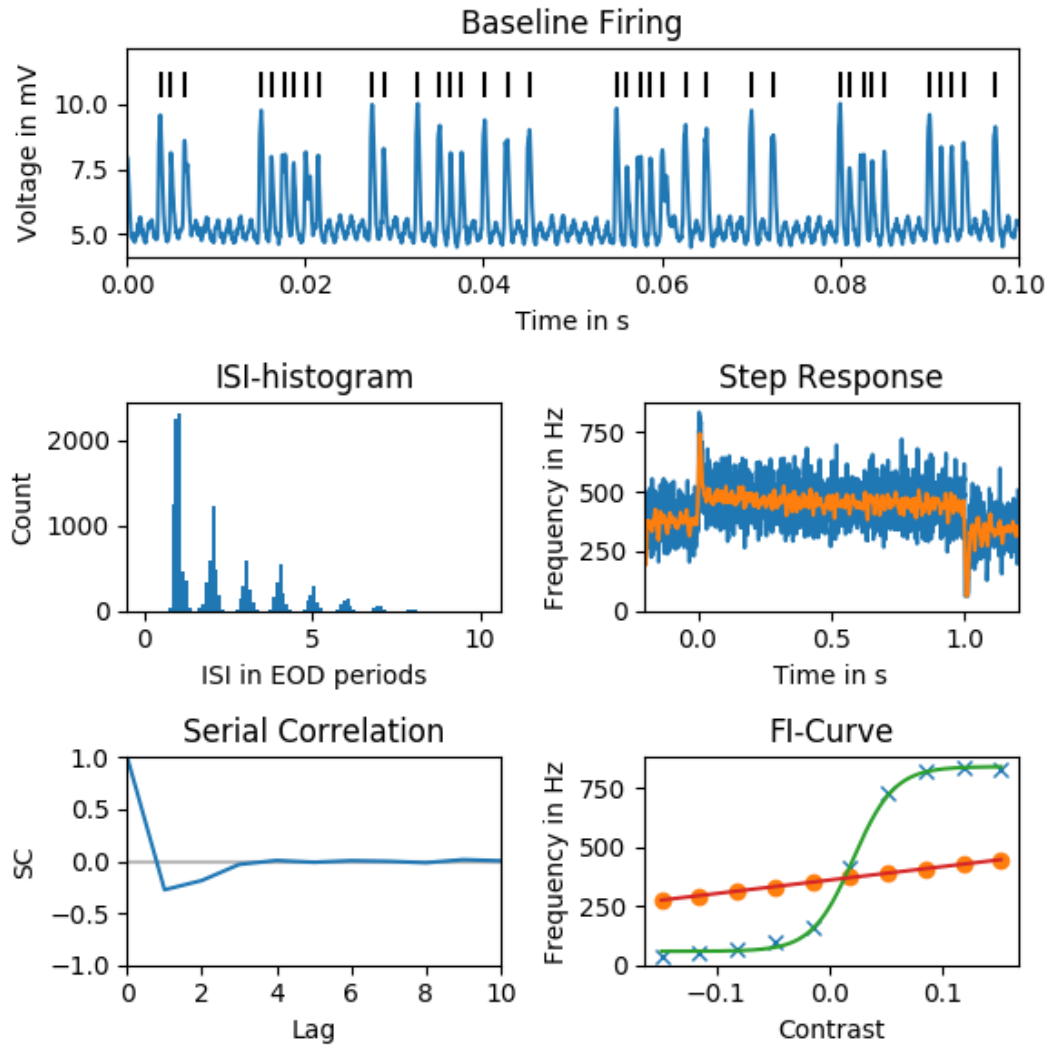 Baseline Firing
Voltage in mV
10.0
7.5
5.0
0.00 0.02 0.04 0.06 0.08 0.10
Time in s
ISI-histogram
Count
2000
1000
0
0 5 10
ISI in EOD periods
Step Response
Frequency in Hz
750
500
250
0
0.0 0.5 1.0
Time in s
Serial Correlation
SC
1.0
0.5
0.0
−0.5
−1.0
0 2 4 6 8 10
Lag
FI-Curve
Frequency in Hz
750
500
250
0
−0.1 0.0 0.1
Contrast